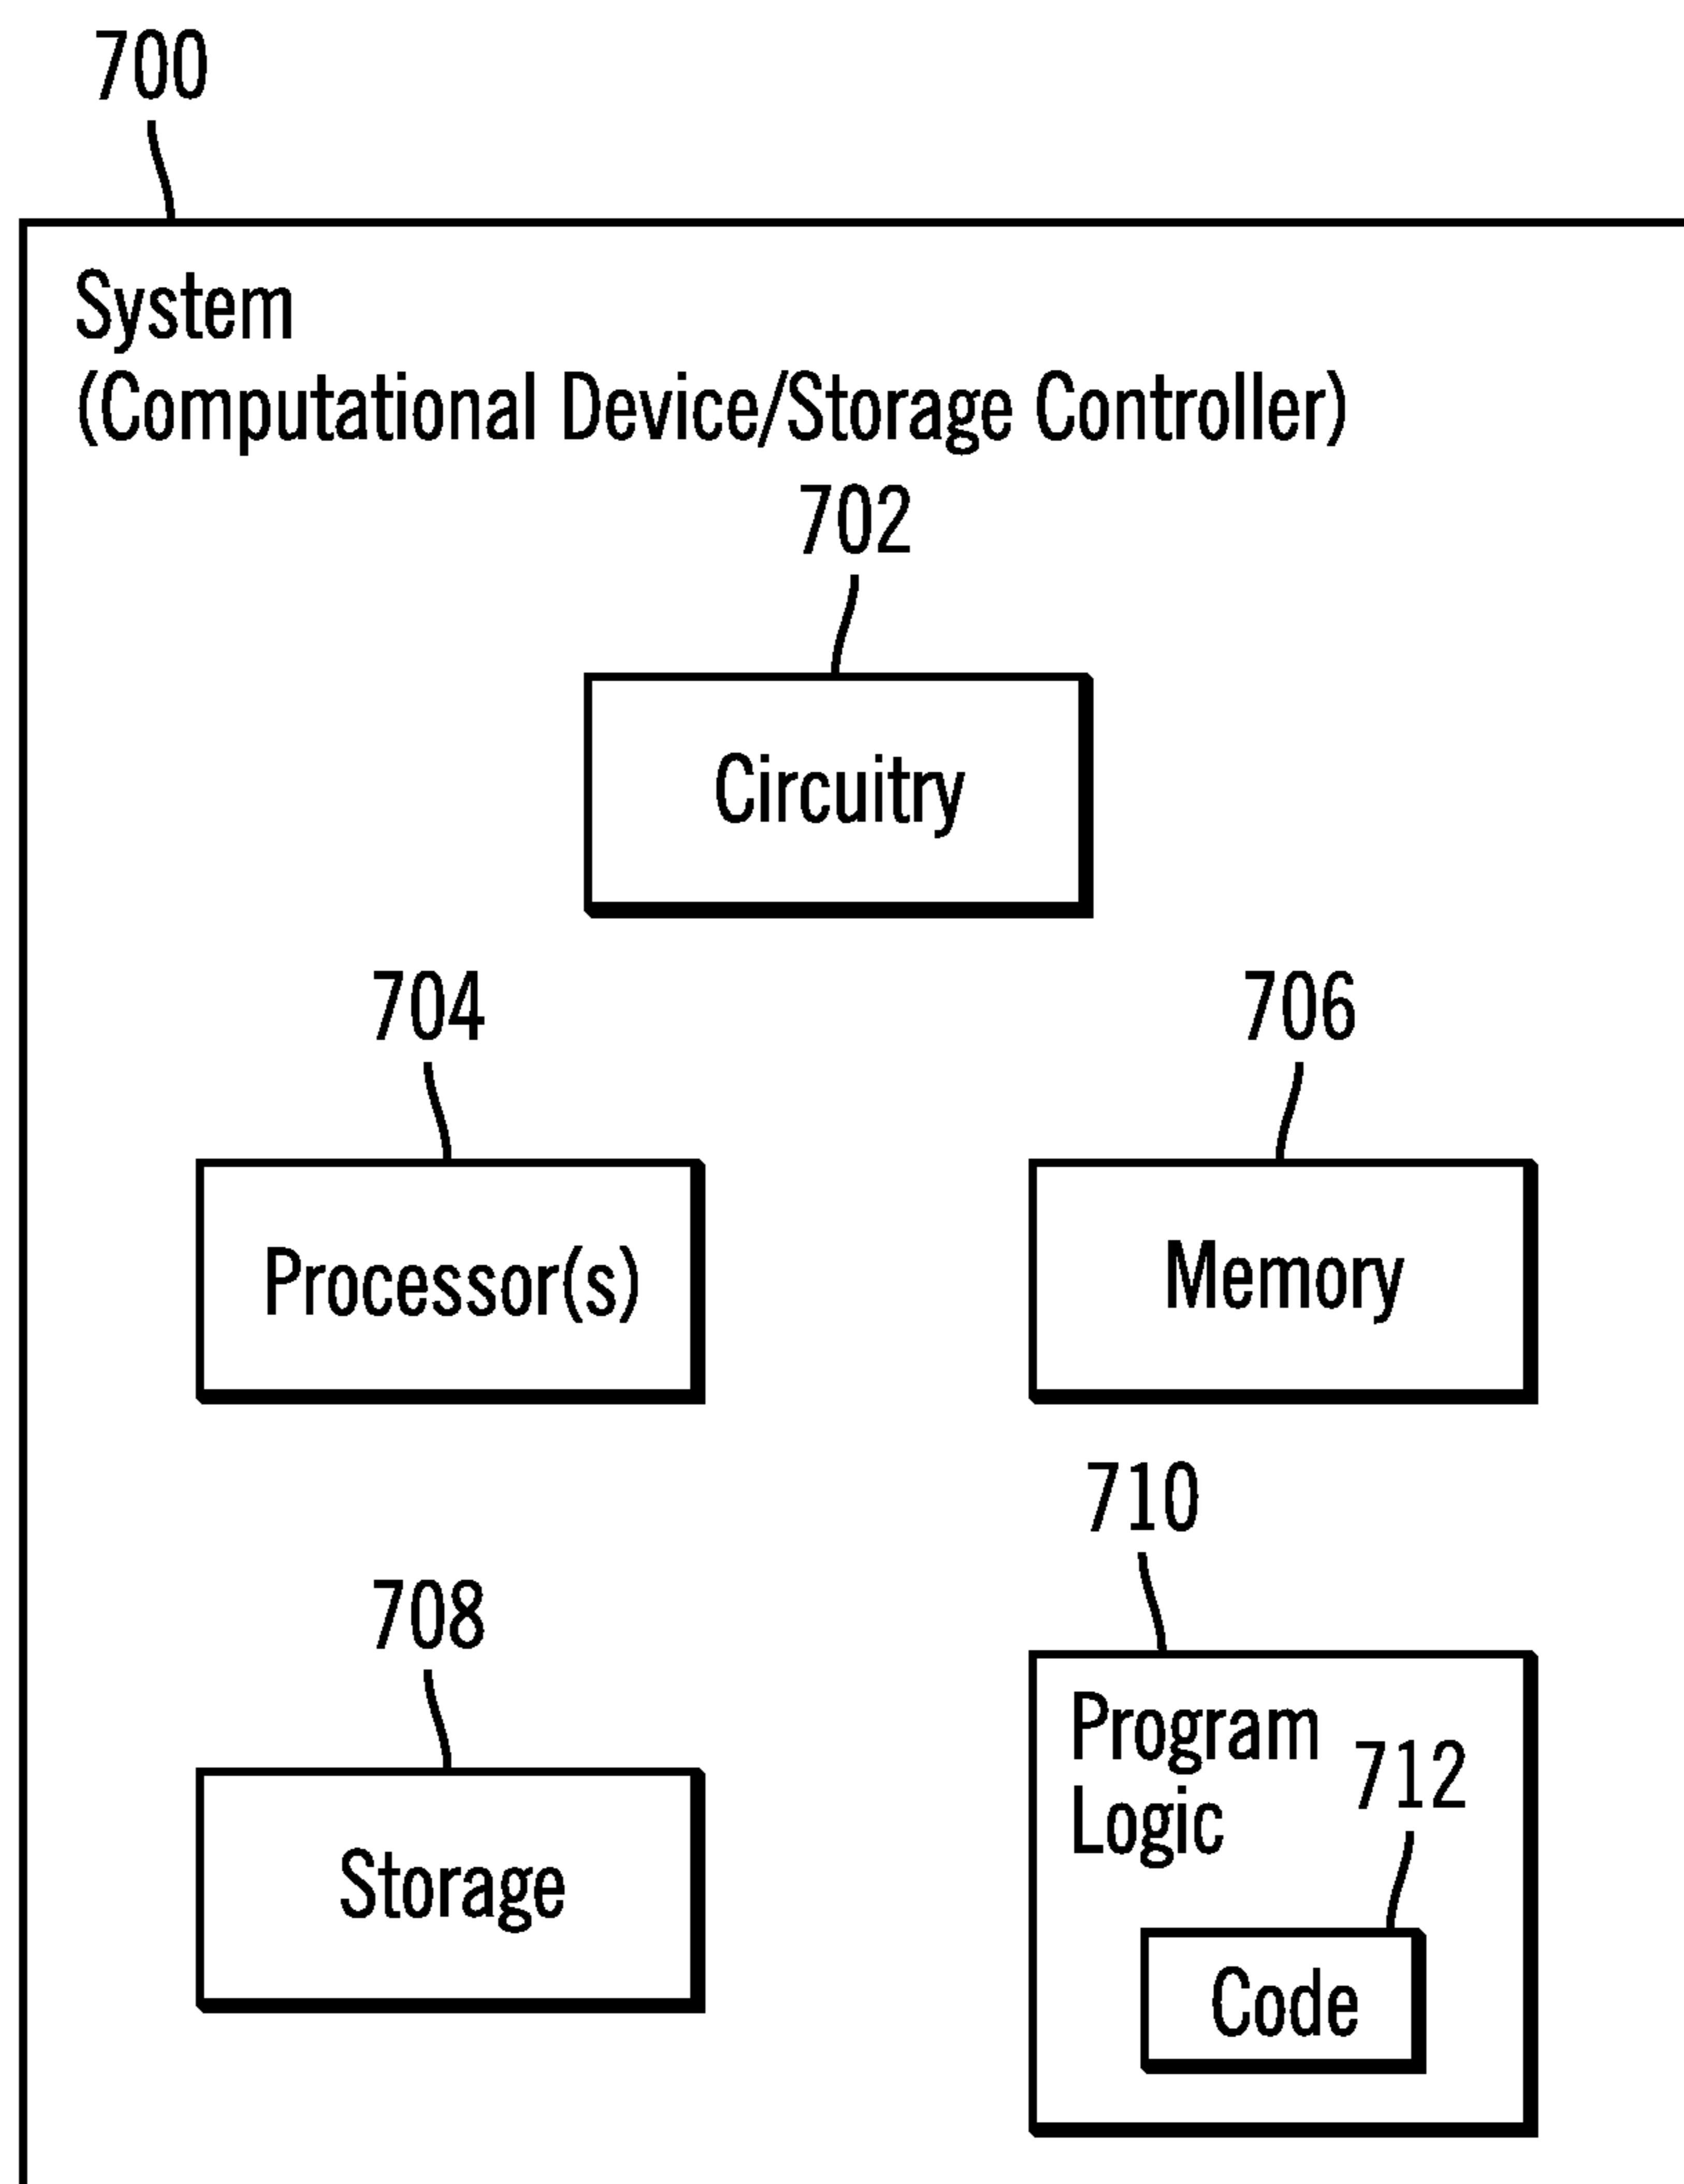 700
System
(Computational Device/Storage Controller)
702
Circuitry
704
706
Processor(s)
Memory
710
708
Program
712
Logic
Storage
Code